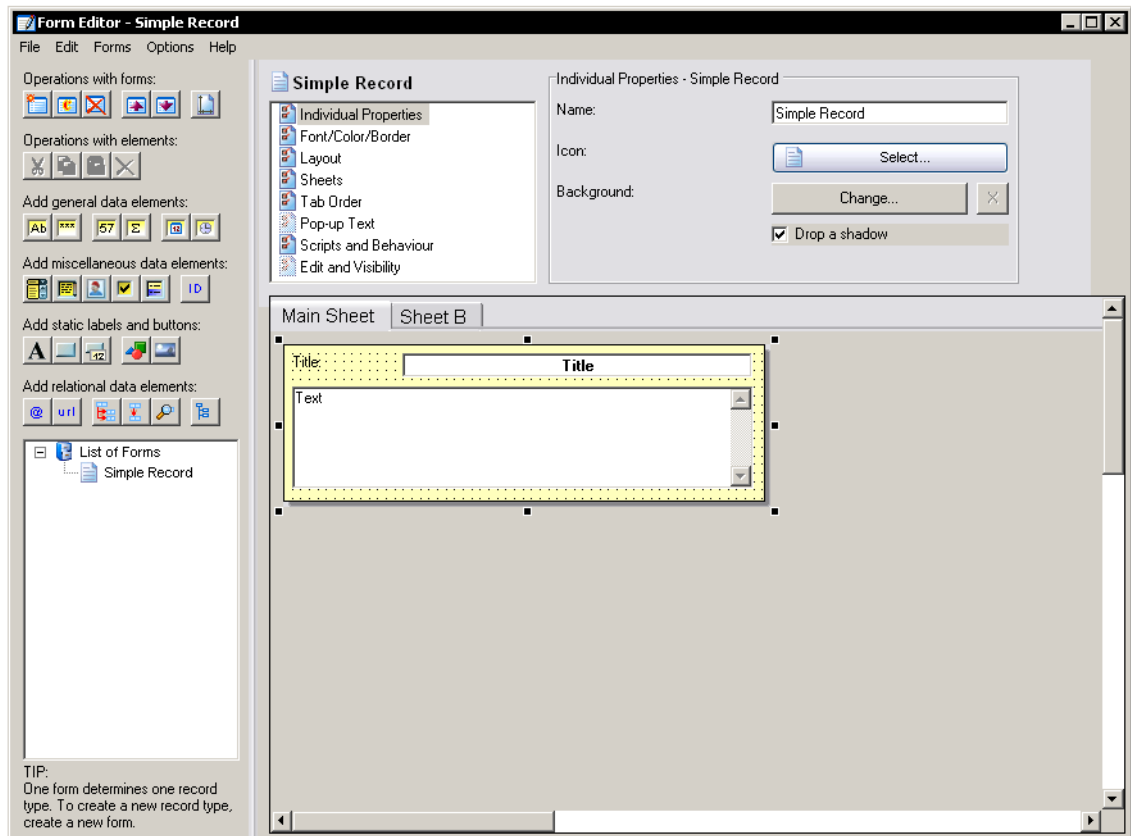 Form Editor - Simple Record
File Edit Forms Options Help
Operations with forms:
Operations with elements:
Add general data elements:
Ab *** 57 Σ 12
Add miscellaneous data elements:
ID
Add static labels and buttons:
A 12
Add relational data elements:
@ url
List of Forms
Simple Record
TIP:
One form determines one record
type. To create a new record type,
create a new form.
Simple Record
Individual Properties
Font/Color/Border
Layout
Sheets
Tab Order
Pop-up Text
Scripts and Behaviour
Edit and Visibility
Individual Properties - Simple Record
Name: Simple Record
Icon: Select...
Background: Change...
Drop a shadow
Main Sheet Sheet B
Title: Title
Text